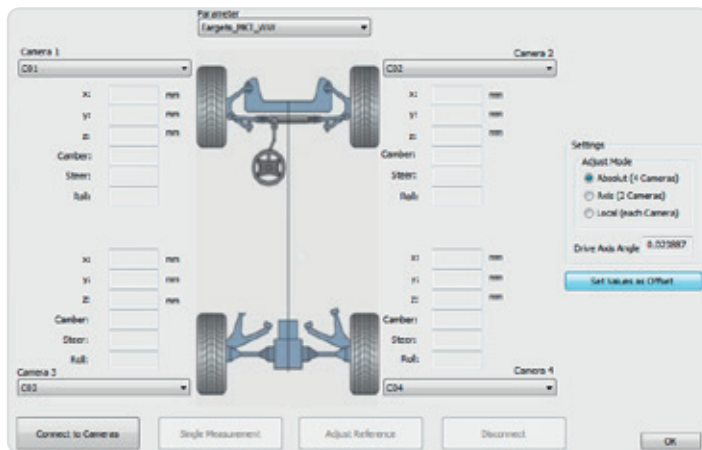 Parameter
Camera 1
Camera 2
C01
C02
x: mm
x: mm
y: mm
y: mm
z: mm
z: mm
Camber:
Camber:
Steer:
Steer:
Roll:
Roll:
Settings
Adjust Mode
Absolut (4 Cameras)
Axis (2 Cameras)
Local (each Camera)
Drive Axis Angle 0.020887
Set Values as Offset
x: mm
x: mm
y: mm
y: mm
z: mm
z: mm
Camber:
Camber:
Steer:
Steer:
Roll:
Roll:
Camera 3
Camera 4
C03
C04
Connect to Cameras
Single Measurement
Adjust Reference
Disconnect
OK